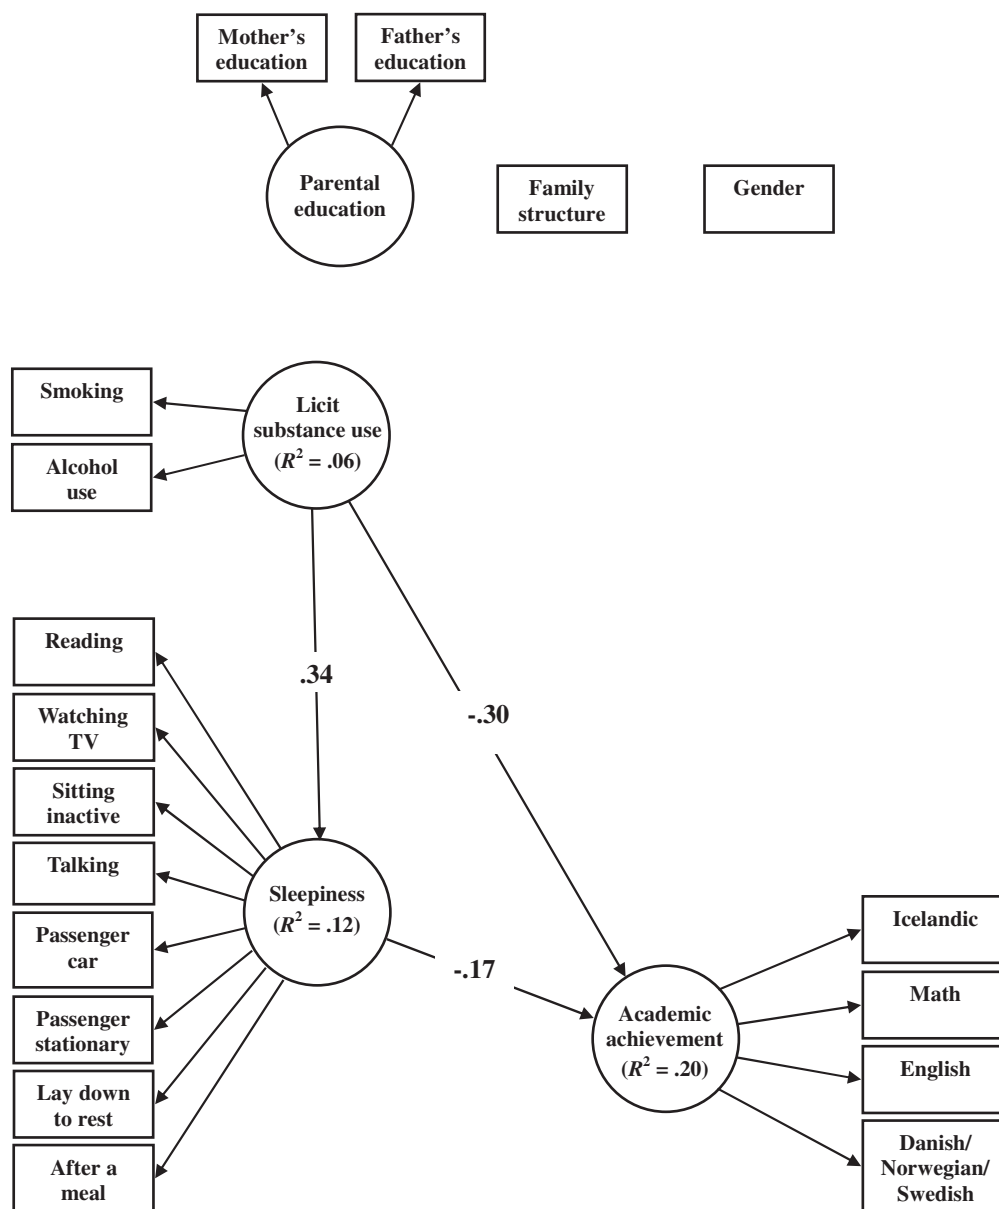 Mother's
education
Father's
education
Parental
education
Family
structure
Gender
Smoking
Alcohol
use
Licit
substance use
(R² = .06)
Reading
Watching
TV
Sitting
inactive
Talking
Passenger
car
Passenger
stationary
Lay down
to rest
After a
meal
.34
-.30
Sleepiness
(R² = .12)
-.17
Academic
achievement
(R² = .20)
Icelandic
Math
English
Danish/
Norwegian/
Swedish